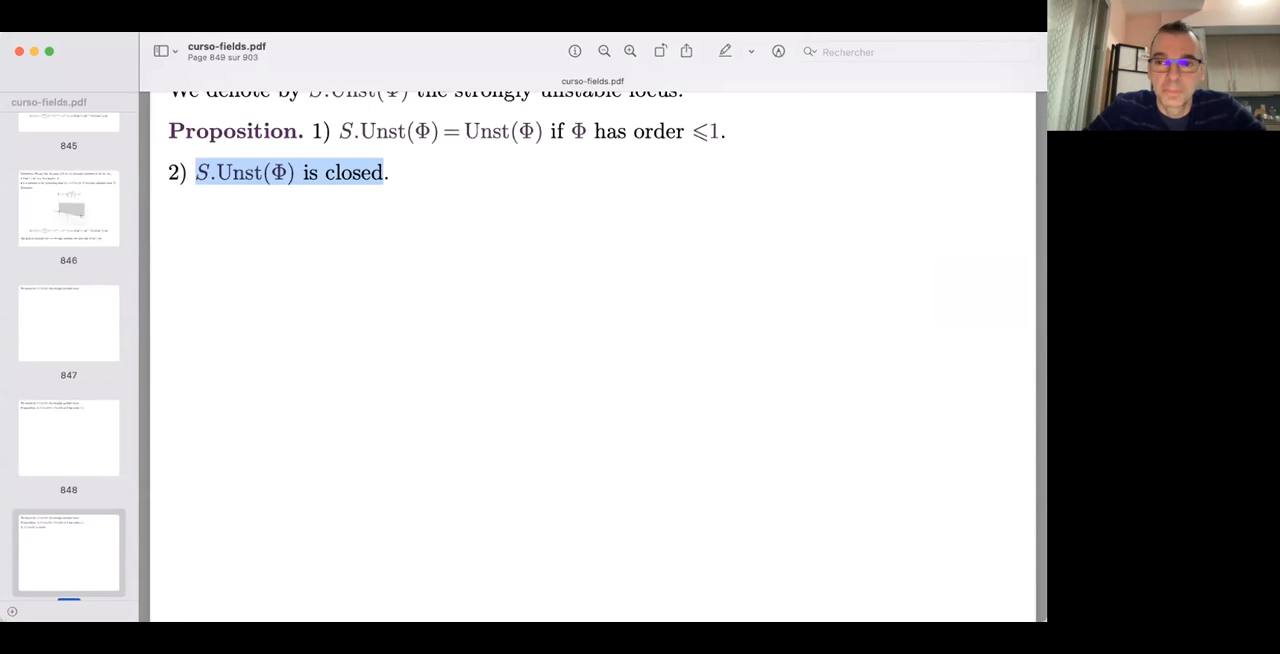 curso-fields.pdf
Page 849 sur 903
Rechercher
curso-fields.pdf
curso-fields.pdf
845
846
847
848
We denote by S.Unst(Φ) the strongly unstable locus.
Proposition. 1) S.Unst(Φ) = Unst(Φ) if Φ has order ⩽1.
2) S.Unst(Φ) is closed.